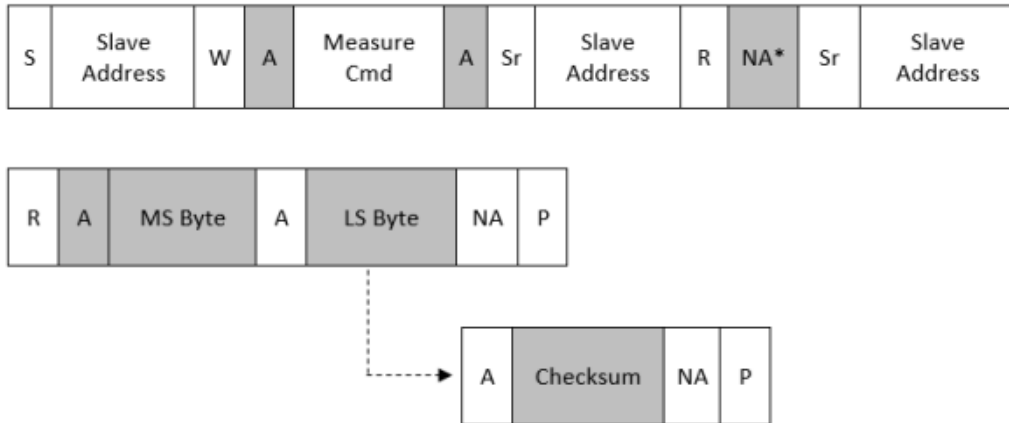 S Slave Address W A Measure Cmd A Sr Slave Address R NA* Sr Slave Address
R A MS Byte A LS Byte NA P
A Checksum NA P